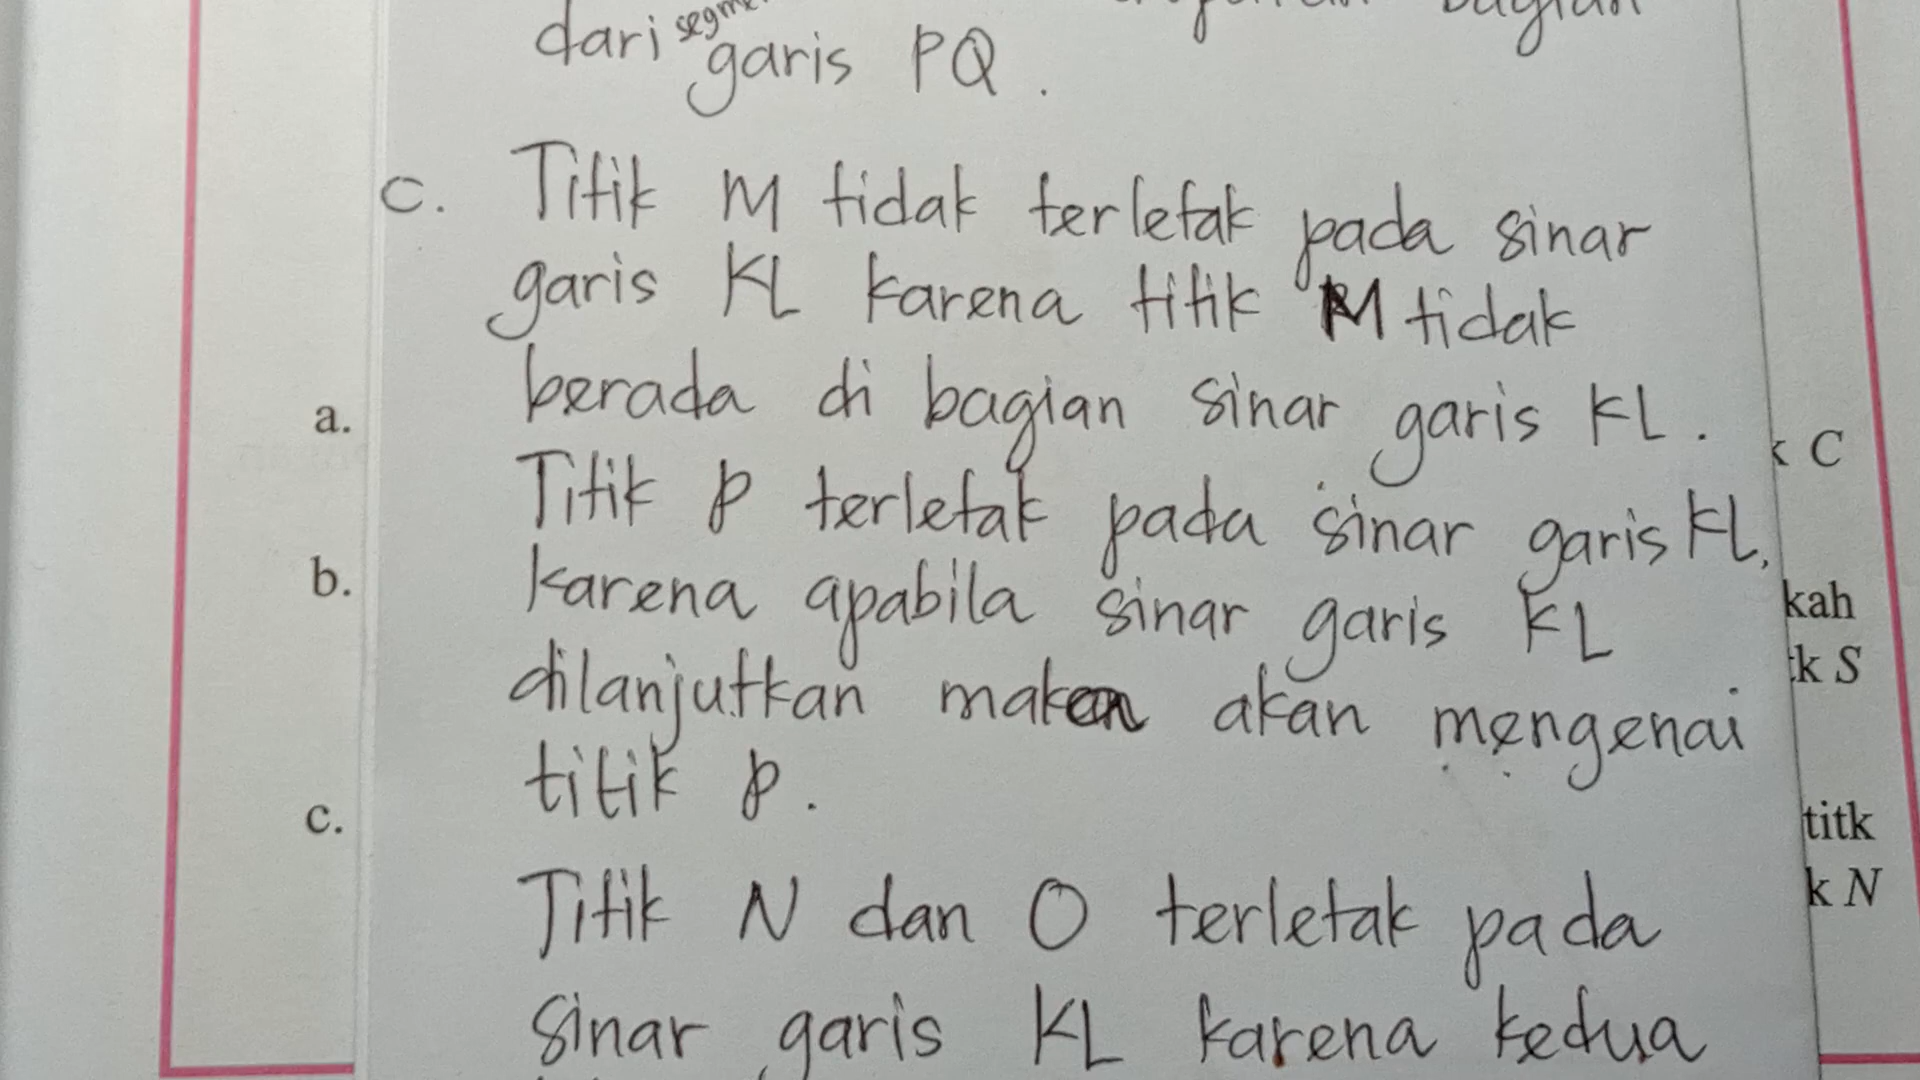 dari garis PQ.
c. Titik M tidak terletak pada sinar
garis KL karena titik M tidak
berada di bagian sinar garis KL.
Titik P terletak pada sinar garis KL,
karena apabila sinar garis KL
dilanjutkan akan mengenai
titik P.
Titik N dan O terletak pada
sinar garis KL karena kedua
a.
b.
c.
C
kah
k S
titk
k N